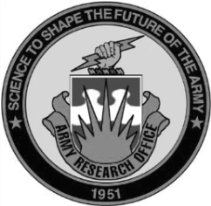 ★ SCIENCE TO SHAPE THE FUTURE OF THE ARMY ★
ARMY RESEARCH OFFICE
1951